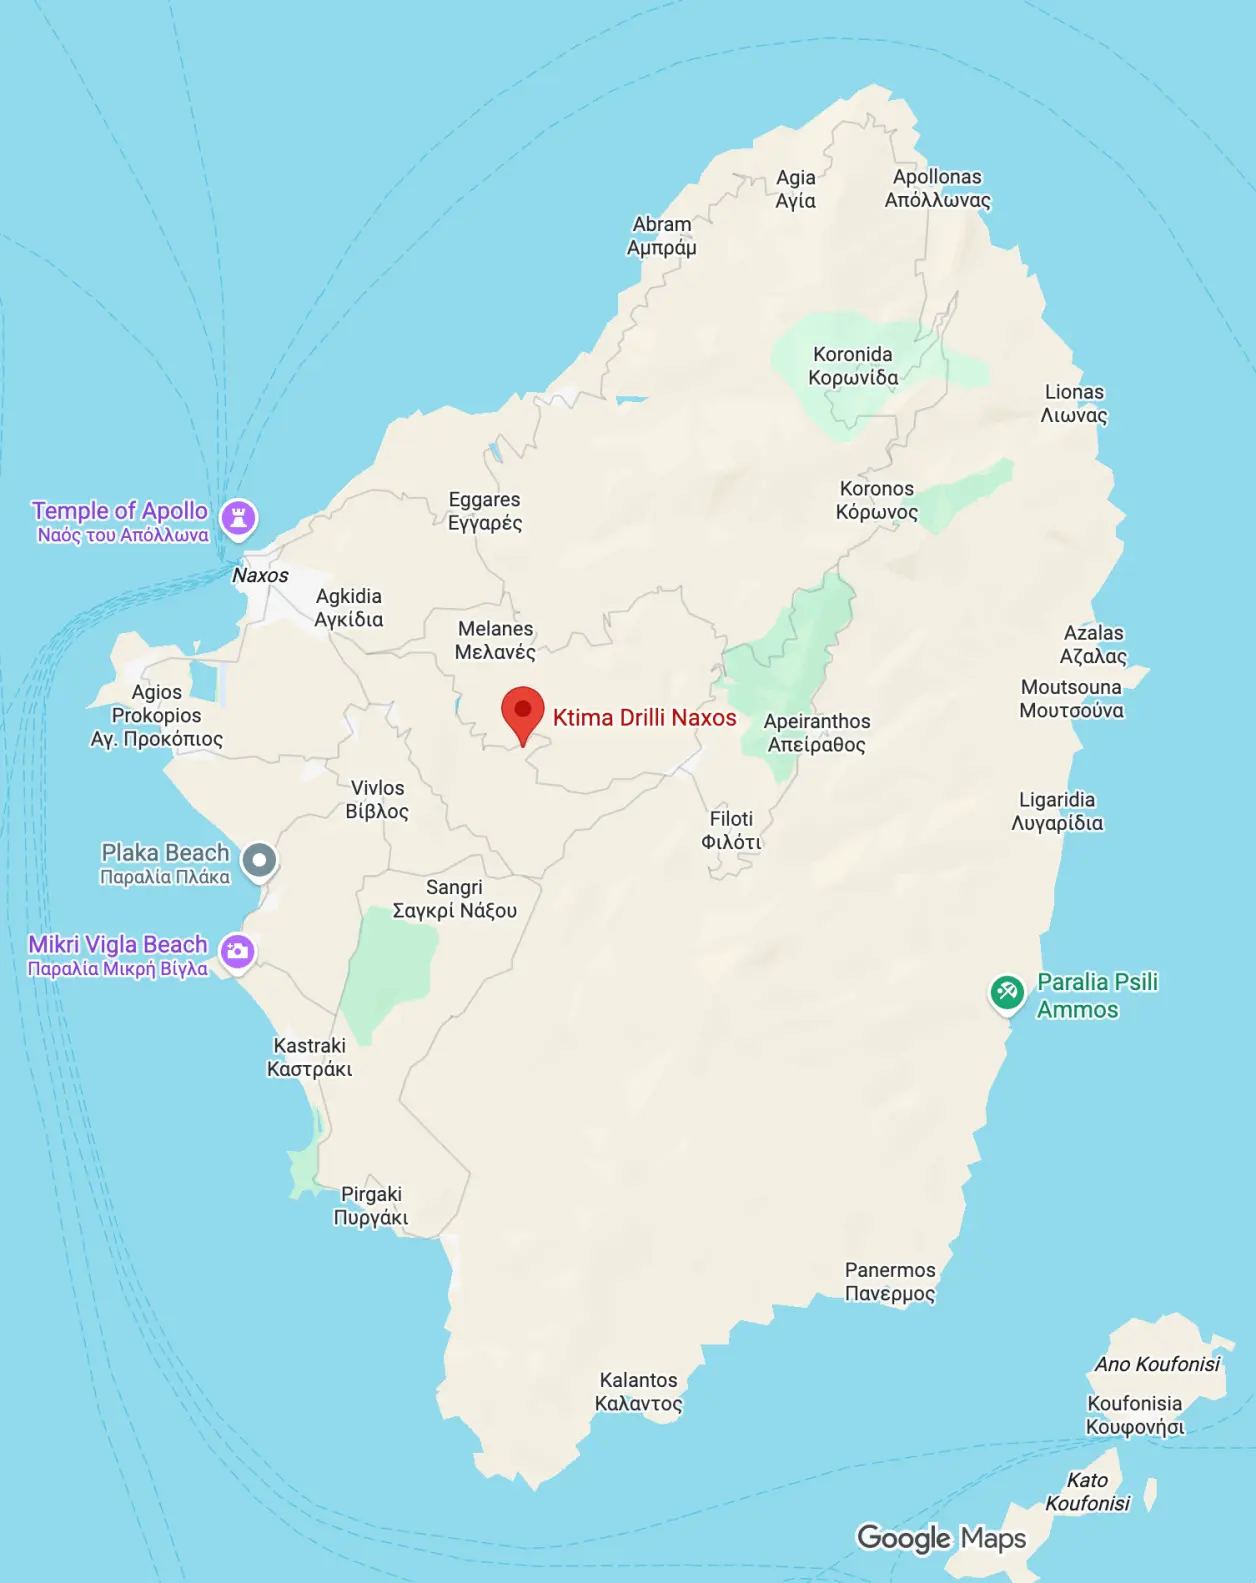 Agia
Αγία
Apollonas
Απόλλωνας
Abram
Αμπράμ
Koronida
Κορωνίδα
Lionas
Λιωνας
Koronos
Κόρωνος
Eggares
Εγγαρές
Temple of Apollo
Ναός του Απόλλωνα
Naxos
Agkidia
Αγκίδια
Melanes
Μελανές
Azalas
Αζαλας
Moutsouna
Μουτσούνα
Agios
Prokopios
Αγ. Προκόπιος
Ktima Drilli Naxos
Apeiranthos
Απείραθος
Vivlos
Βίβλος
Ligaridia
Λυγαρίδια
Filoti
Φιλότι
Plaka Beach
Παραλία Πλάκα
Sangri
Σαγκρί Νάξου
Mikri Vigla Beach
Παραλία Μικρή Βίγλα
Paralia Psili
Ammos
Kastraki
Καστράκι
Pirgaki
Πυργάκι
Panermos
Πανερμος
Kalantos
Καλαντος
Ano Koufonisi
Koufonisia
Κουφονήσι
Kato
Koufonisi
Google Maps